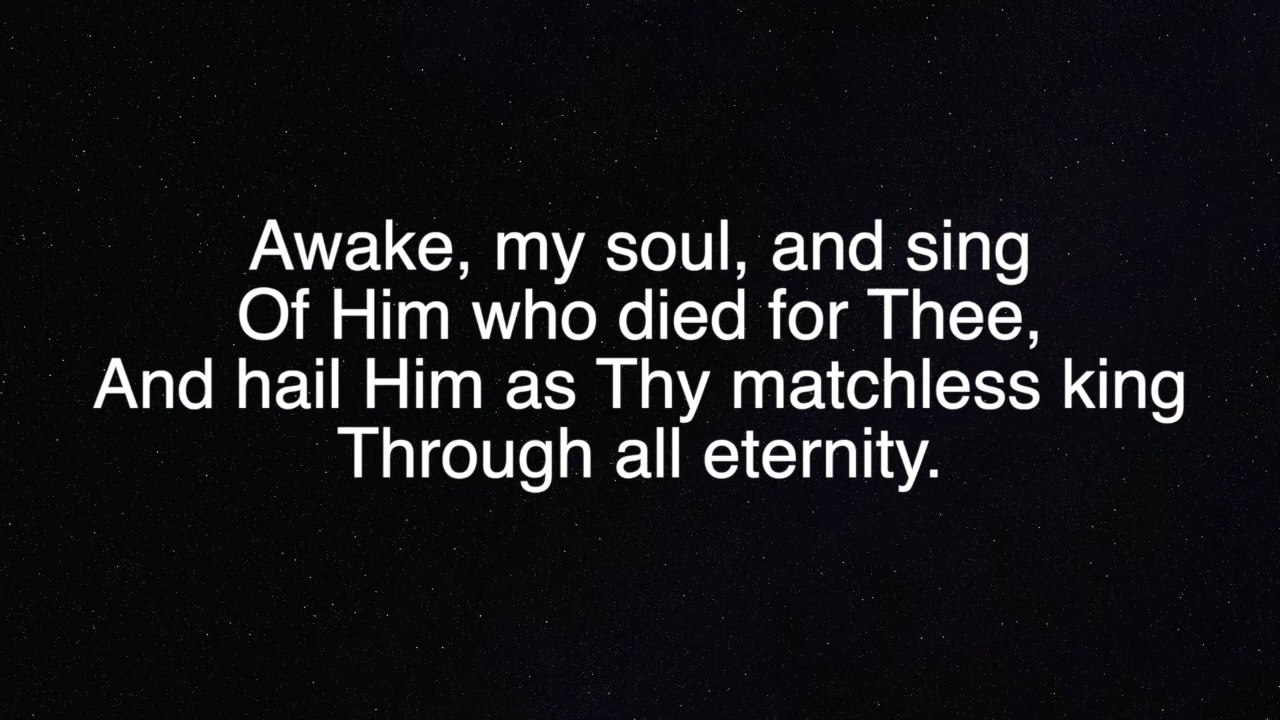 Awake, my soul, and sing
Of Him who died for Thee,
And hail Him as Thy matchless king
Through all eternity.